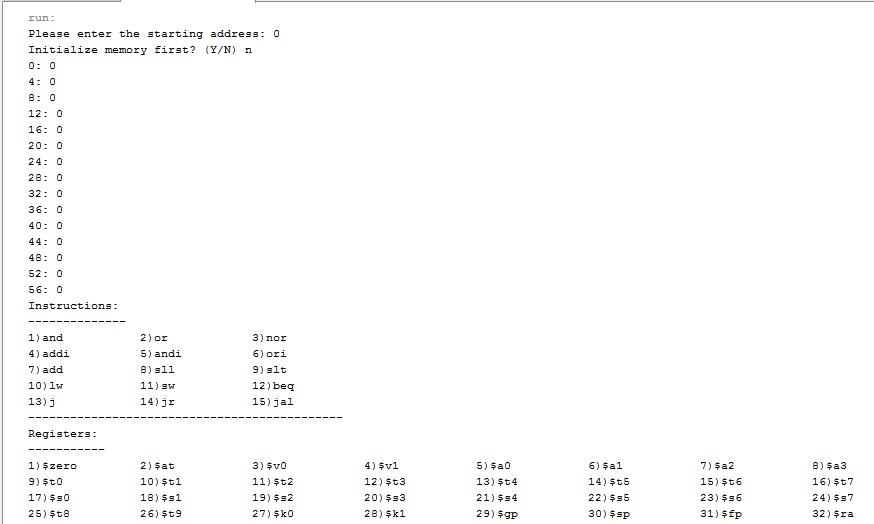 run:
Please enter the starting address: 0
Initialize memory first? (Y/N) n
0: 0
4: 0
8: 0
12: 0
16: 0
20: 0
24: 0
28: 0
32: 0
36: 0
40: 0
44: 0
48: 0
52: 0
56: 0
Instructions:
--------------
1)and 2)or 3)nor
4)addi 5)andi 6)ori
7)add 8)sll 9)slt
10)lw 11)sw 12)beq
13)j 14)jr 15)jal
---------------------------------------------
Registers:
-----------
1)$zero 2)$at 3)$v0 4)$v1 5)$a0 6)$a1 7)$a2 8)$a3
9)$t0 10)$t1 11)$t2 12)$t3 13)$t4 14)$t5 15)$t6 16)$t7
17)$s0 18)$s1 19)$s2 20)$s3 21)$s4 22)$s5 23)$s6 24)$s7
25)$t8 26)$t9 27)$k0 28)$k1 29)$gp 30)$sp 31)$fp 32)$ra